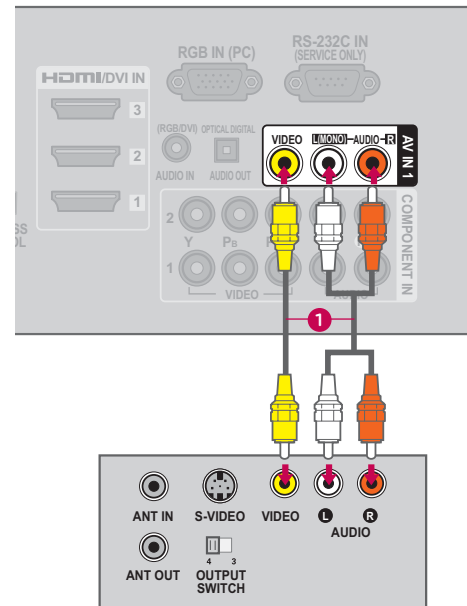 RGB IN (PC)
RS-232C IN
(SERVICE ONLY)
HDMI/DVI IN
3
2
1
(RGB/DVI)
AUDIO IN
OPTICAL DIGITAL
AUDIO OUT
VIDEO
L(MONO)
AUDIO
R
AV IN 1
SS
OL
2
1
Y
PB
VIDEO
COMPONENT IN
1
ANT IN
S-VIDEO
VIDEO
L
R
AUDIO
ANT OUT
4
3
OUTPUT
SWITCH